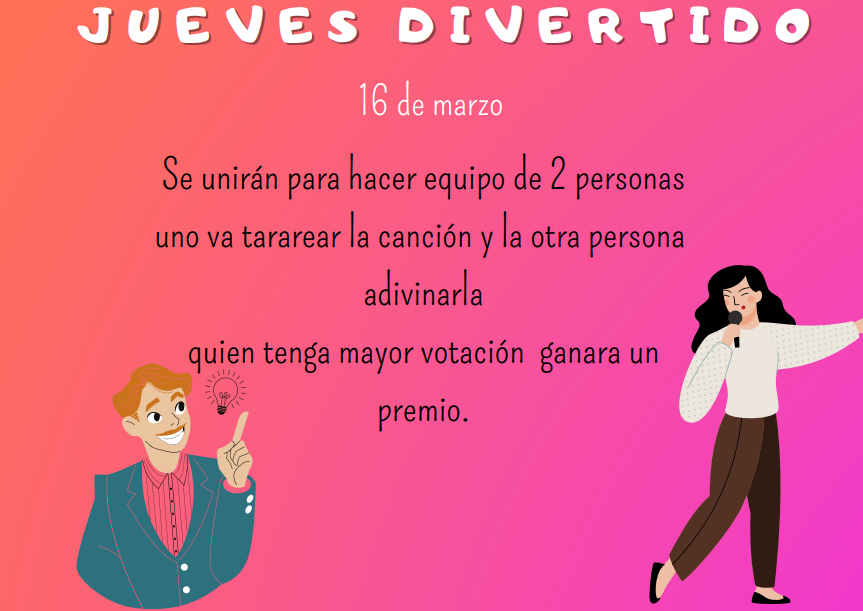 JUEVES DIVERTIDO
16 de marzo
Se unirán para hacer equipo de 2 personas
uno va tararear la canción y la otra persona
adivinarla
quien tenga mayor votación ganara un
premio.